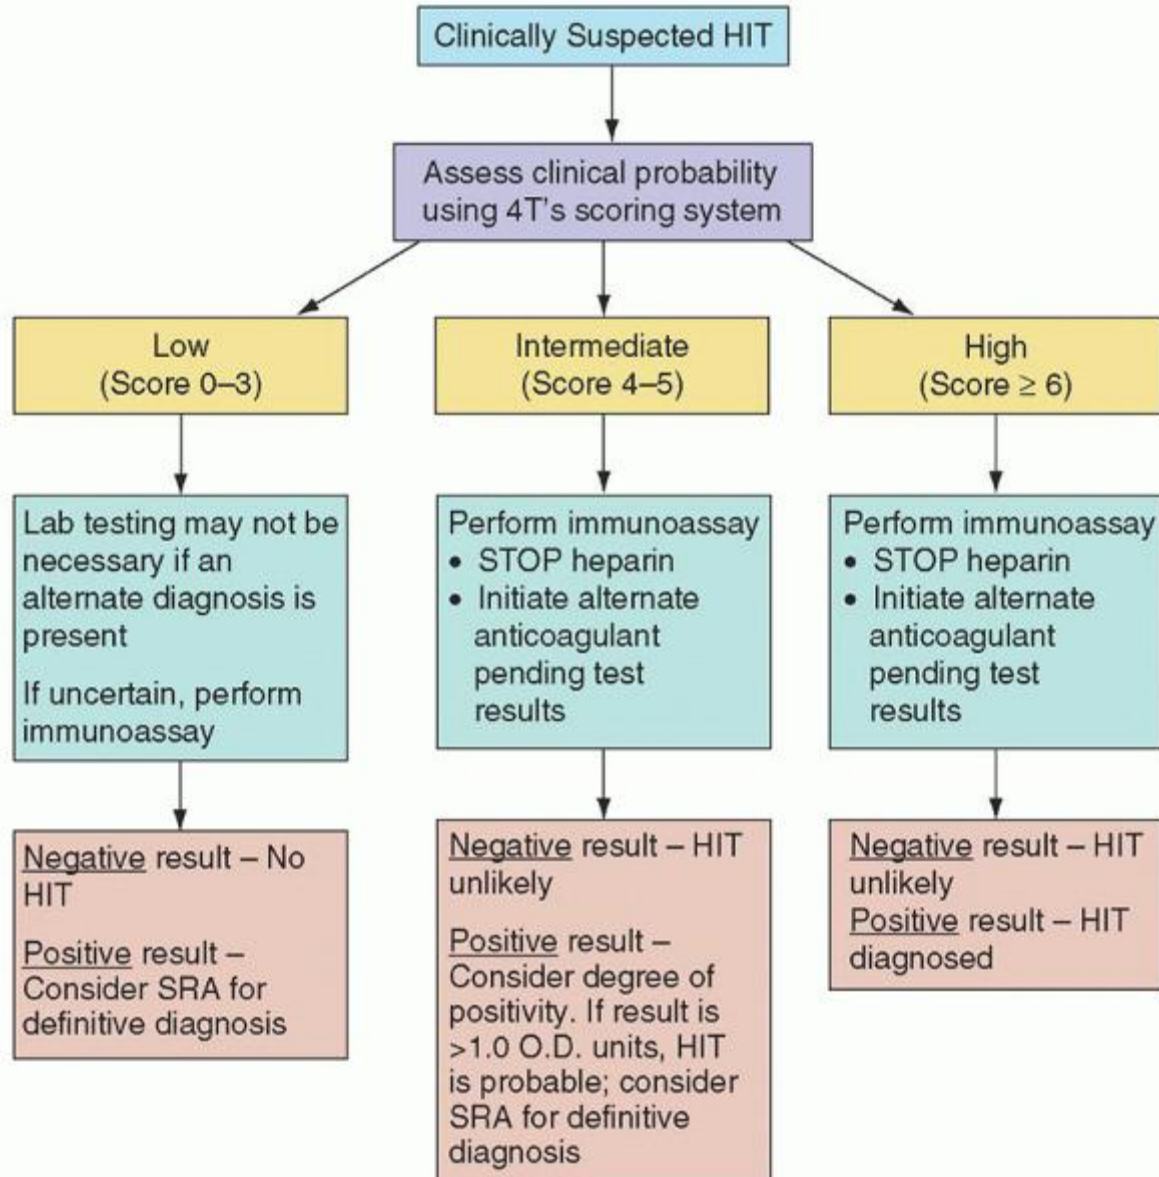 Clinically Suspected HIT
Assess clinical probability
using 4T's scoring system
Low
(Score 0–3)
Intermediate
(Score 4–5)
High
(Score ≥ 6)
Lab testing may not be
necessary if an
alternate diagnosis is
present
If uncertain, perform
immunoassay
Perform immunoassay
• STOP heparin
• Initiate alternate
anticoagulant
pending test
results
Perform immunoassay
• STOP heparin
• Initiate alternate
anticoagulant
pending test
results
Negative result – No
HIT
Positive result –
Consider SRA for
definitive diagnosis
Negative result – HIT
unlikely
Positive result –
Consider degree of
positivity. If result is
>1.0 O.D. units, HIT
is probable; consider
SRA for definitive
diagnosis
Negative result – HIT
unlikely
Positive result – HIT
diagnosed